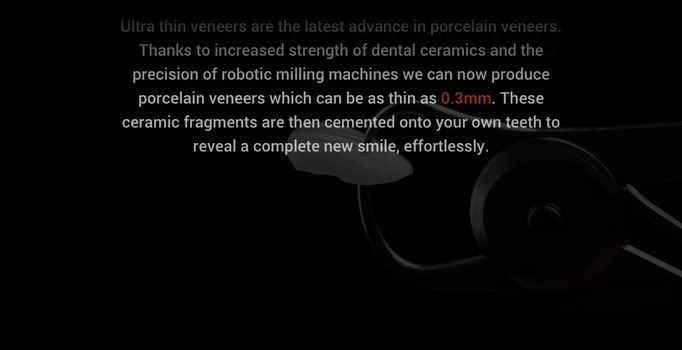 Ultra thin veneers are the latest advance in porcelain veneers.
Thanks to increased strength of dental ceramics and the
precision of robotic milling machines we can now produce
porcelain veneers which can be as thin as 0.3mm. These
ceramic fragments are then cemented onto your own teeth to
reveal a complete new smile, effortlessly.